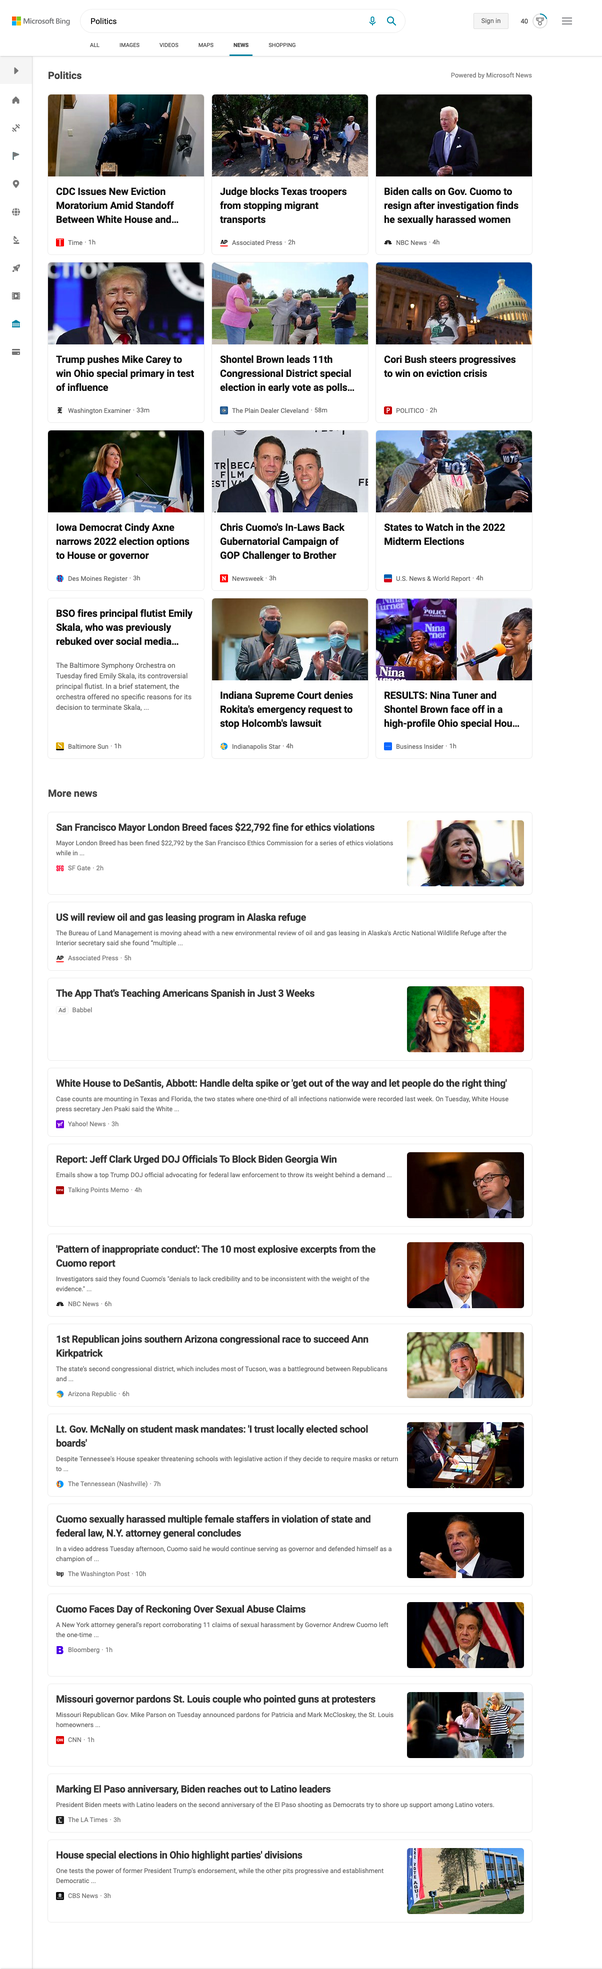 Microsoft Bing
Politics
Sign in
40
ALL
IMAGES
VIDEOS
MAPS
NEWS
SHOPPING
Politics
Powered by Microsoft News
CDC Issues New Eviction
Moratorium Amid Standoff
Between White House and...
Time · 1h
Judge blocks Texas troopers
from stopping migrant
transports
AP
Associated Press · 2h
Biden calls on Gov. Cuomo to
resign after investigation finds
he sexually harassed women
NBC News · 4h
CTION
Trump pushes Mike Carey to
win Ohio special primary in test
of influence
Washington Examiner · 33m
Shontel Brown leads 11th
Congressional District special
election in early vote as polls...
The Plain Dealer Cleveland · 58m
Cori Bush steers progressives
to win on eviction crisis
POLITICO · 2h
Iowa Democrat Cindy Axne
narrows 2022 election options
to House or governor
Des Moines Register · 3h
TRIBECA
FILM
Chris Cuomo's In-Laws Back
Gubernatorial Campaign of
GOP Challenger to Brother
N
Newsweek · 3h
VOTE
VOTE
States to Watch in the 2022
Midterm Elections
U.S. News & World Report · 4h
BSO fires principal flutist Emily
Skala, who was previously
rebuked over social media...
The Baltimore Symphony Orchestra on
Tuesday fired Emily Skala, its controversial
principal flutist. In a brief statement, the
orchestra offered no specific reasons for its
decision to terminate Skala, ...
Baltimore Sun · 1h
Indiana Supreme Court denies
Rokita's emergency request to
stop Holcomb's lawsuit
Indianapolis Star · 4h
Nina
Turner
Nina
RESULTS: Nina Tuner and
Shontel Brown face off in a
high-profile Ohio special Hou...
Business Insider · 1h
More news
San Francisco Mayor London Breed faces $22,792 fine for ethics violations
Mayor London Breed has been fined $22,792 by the San Francisco Ethics Commission for a series of ethics violations
while in ...
SF Gate · 2h
US will review oil and gas leasing program in Alaska refuge
The Bureau of Land Management is moving ahead with a new environmental review of oil and gas leasing in Alaska's Arctic National Wildlife Refuge after the
Interior secretary said she found "multiple ...
AP
Associated Press · 5h
The App That's Teaching Americans Spanish in Just 3 Weeks
Ad
Babbel
White House to DeSantis, Abbott: Handle delta spike or 'get out of the way and let people do the right thing'
Case counts are mounting in Texas and Florida, the two states where one-third of all infections nationwide were recorded last week. On Tuesday, White House
press secretary Jen Psaki said the White ...
Yahoo! News · 3h
Report: Jeff Clark Urged DOJ Officials To Block Biden Georgia Win
Emails show a top Trump DOJ official advocating for federal law enforcement to throw its weight behind a demand ...
Talking Points Memo · 4h
'Pattern of inappropriate conduct': The 10 most explosive excerpts from the
Cuomo report
Investigators said they found Cuomo's "denials to lack credibility and to be inconsistent with the weight of the
evidence." ...
NBC News · 6h
1st Republican joins southern Arizona congressional race to succeed Ann
Kirkpatrick
The state's second congressional district, which includes most of Tucson, was a battleground between Republicans
and ...
Arizona Republic · 6h
Lt. Gov. McNally on student mask mandates: 'I trust locally elected school
boards'
Despite Tennessee's House speaker threatening schools with legislative action if they decide to require masks or return
to ...
The Tennessean (Nashville) · 7h
Cuomo sexually harassed multiple female staffers in violation of state and
federal law, N.Y. attorney general concludes
In a video address Tuesday afternoon, Cuomo said he would continue serving as governor and defended himself as a
champion of ...
wp
The Washington Post · 10h
Cuomo Faces Day of Reckoning Over Sexual Abuse Claims
A New York attorney general's report corroborating 11 claims of sexual harassment by Governor Andrew Cuomo left
the one-time ...
B
Bloomberg · 1h
Missouri governor pardons St. Louis couple who pointed guns at protesters
Missouri Republican Gov. Mike Parson on Tuesday announced pardons for Patricia and Mark McCloskey, the St. Louis
homeowners ...
CNN · 1h
Marking El Paso anniversary, Biden reaches out to Latino leaders
President Biden meets with Latino leaders on the second anniversary of the El Paso shooting as Democrats try to shore up support among Latino voters.
The LA Times · 3h
House special elections in Ohio highlight parties' divisions
One tests the power of former President Trump's endorsement, while the other pits progressive and establishment
Democratic ...
CBS News · 3h